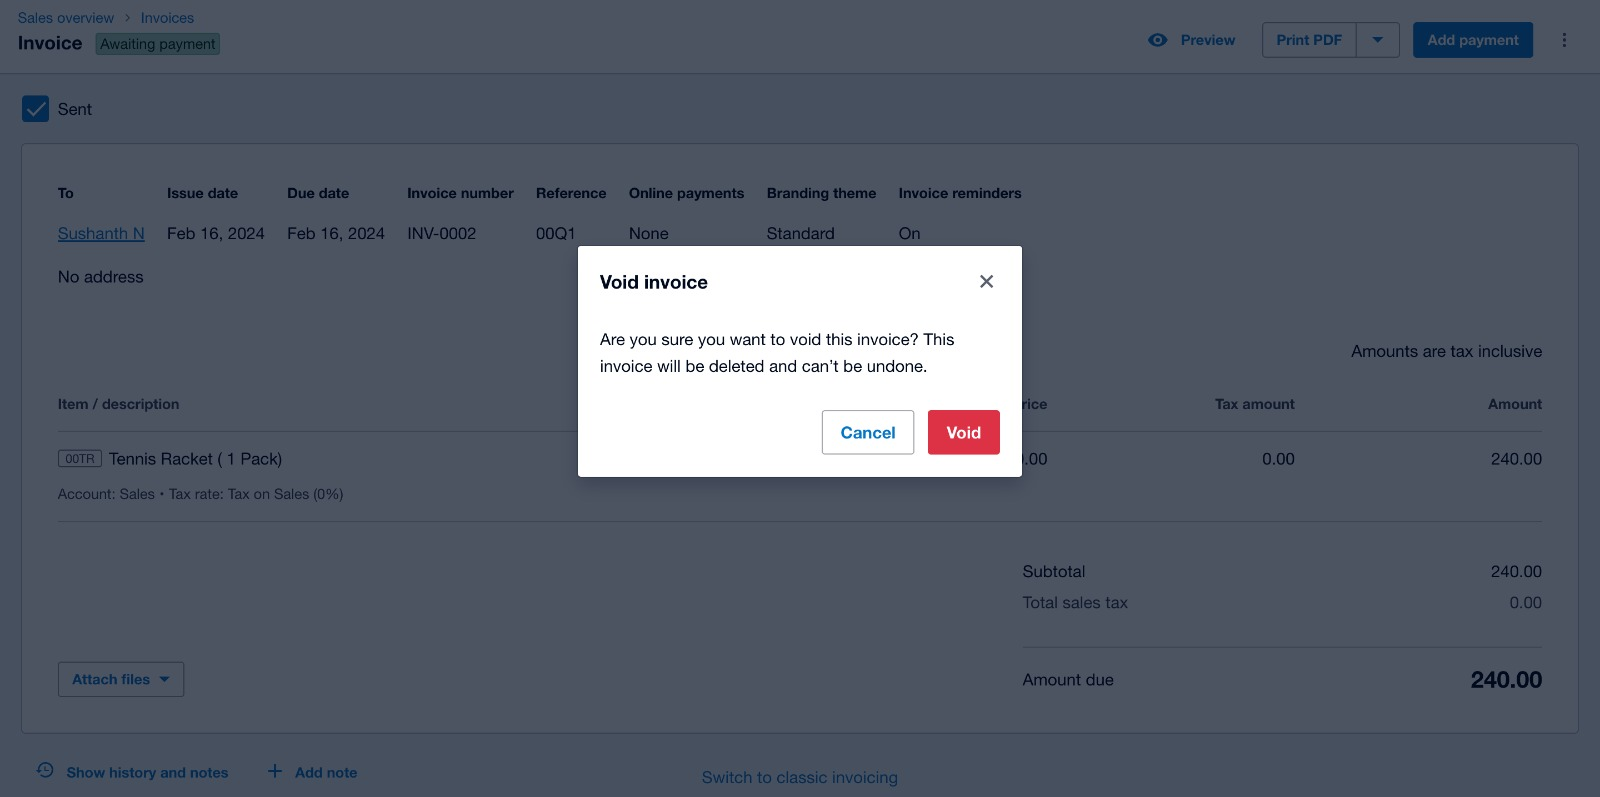 Sales overview > Invoices
Invoice Awaiting payment Preview Print PDF Add payment
Sent
To Issue date Due date Invoice number Reference Online payments Branding theme Invoice reminders
Sushanth N Feb 16, 2024 Feb 16, 2024 INV-0002 00Q1 None Standard On
No address
Void invoice
Are you sure you want to void this invoice? This
invoice will be deleted and can’t be undone.
Cancel Void
Amounts are tax inclusive
Item / description Tax amount Amount
00TR Tennis Racket ( 1 Pack) 0.00 240.00
Account: Sales • Tax rate: Tax on Sales (0%)
Subtotal 240.00
Total sales tax 0.00
Attach files Amount due 240.00
Show history and notes Add note Switch to classic invoicing